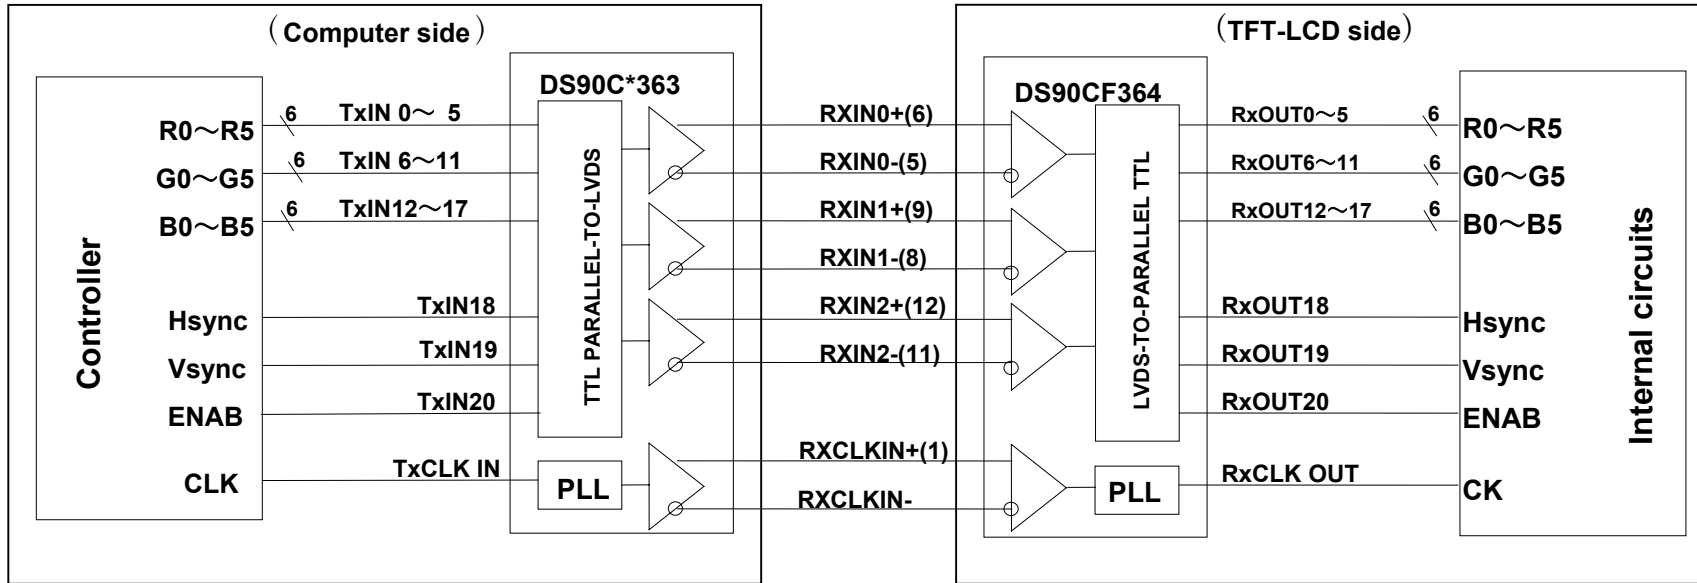 （Computer side）
（TFT-LCD side）
DS90C*363
DS90CF364
Controller
R0～R5
G0～G5
B0～B5
Hsync
Vsync
ENAB
CLK
6
TxIN 0～ 5
6
TxIN 6～11
6
TxIN12～17
TxIN18
TxIN19
TxIN20
TxCLK IN
TTL PARALLEL-TO-LVDS
PLL
RXIN0+(6)
RXIN0-(5)
RXIN1+(9)
RXIN1-(8)
RXIN2+(12)
RXIN2-(11)
RXCLKIN+(1)
RXCLKIN-
LVDS-TO-PARALLEL TTL
PLL
RxOUT0～5
6
RxOUT6～11
6
RxOUT12～17
6
RxOUT18
RxOUT19
RxOUT20
RxCLK OUT
R0～R5
G0～G5
B0～B5
Hsync
Vsync
ENAB
CK
Internal circuits